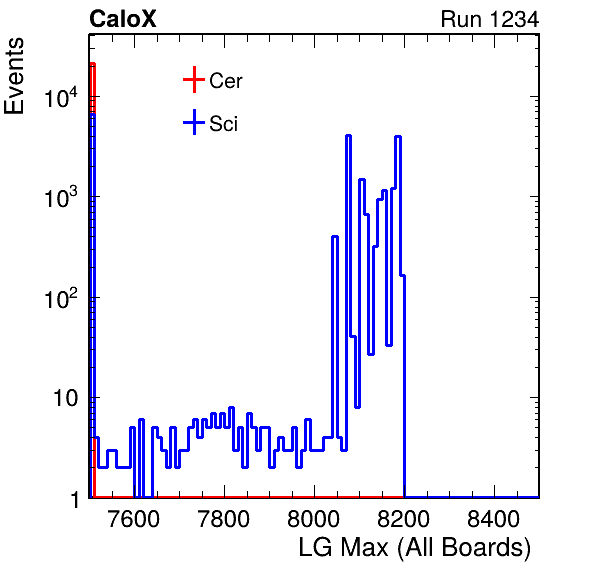 CaloX Run 1234
Events
Cer
Sci
10^4
10^3
10^2
10
1
7600 7800 8000 8200 8400
LG Max (All Boards)